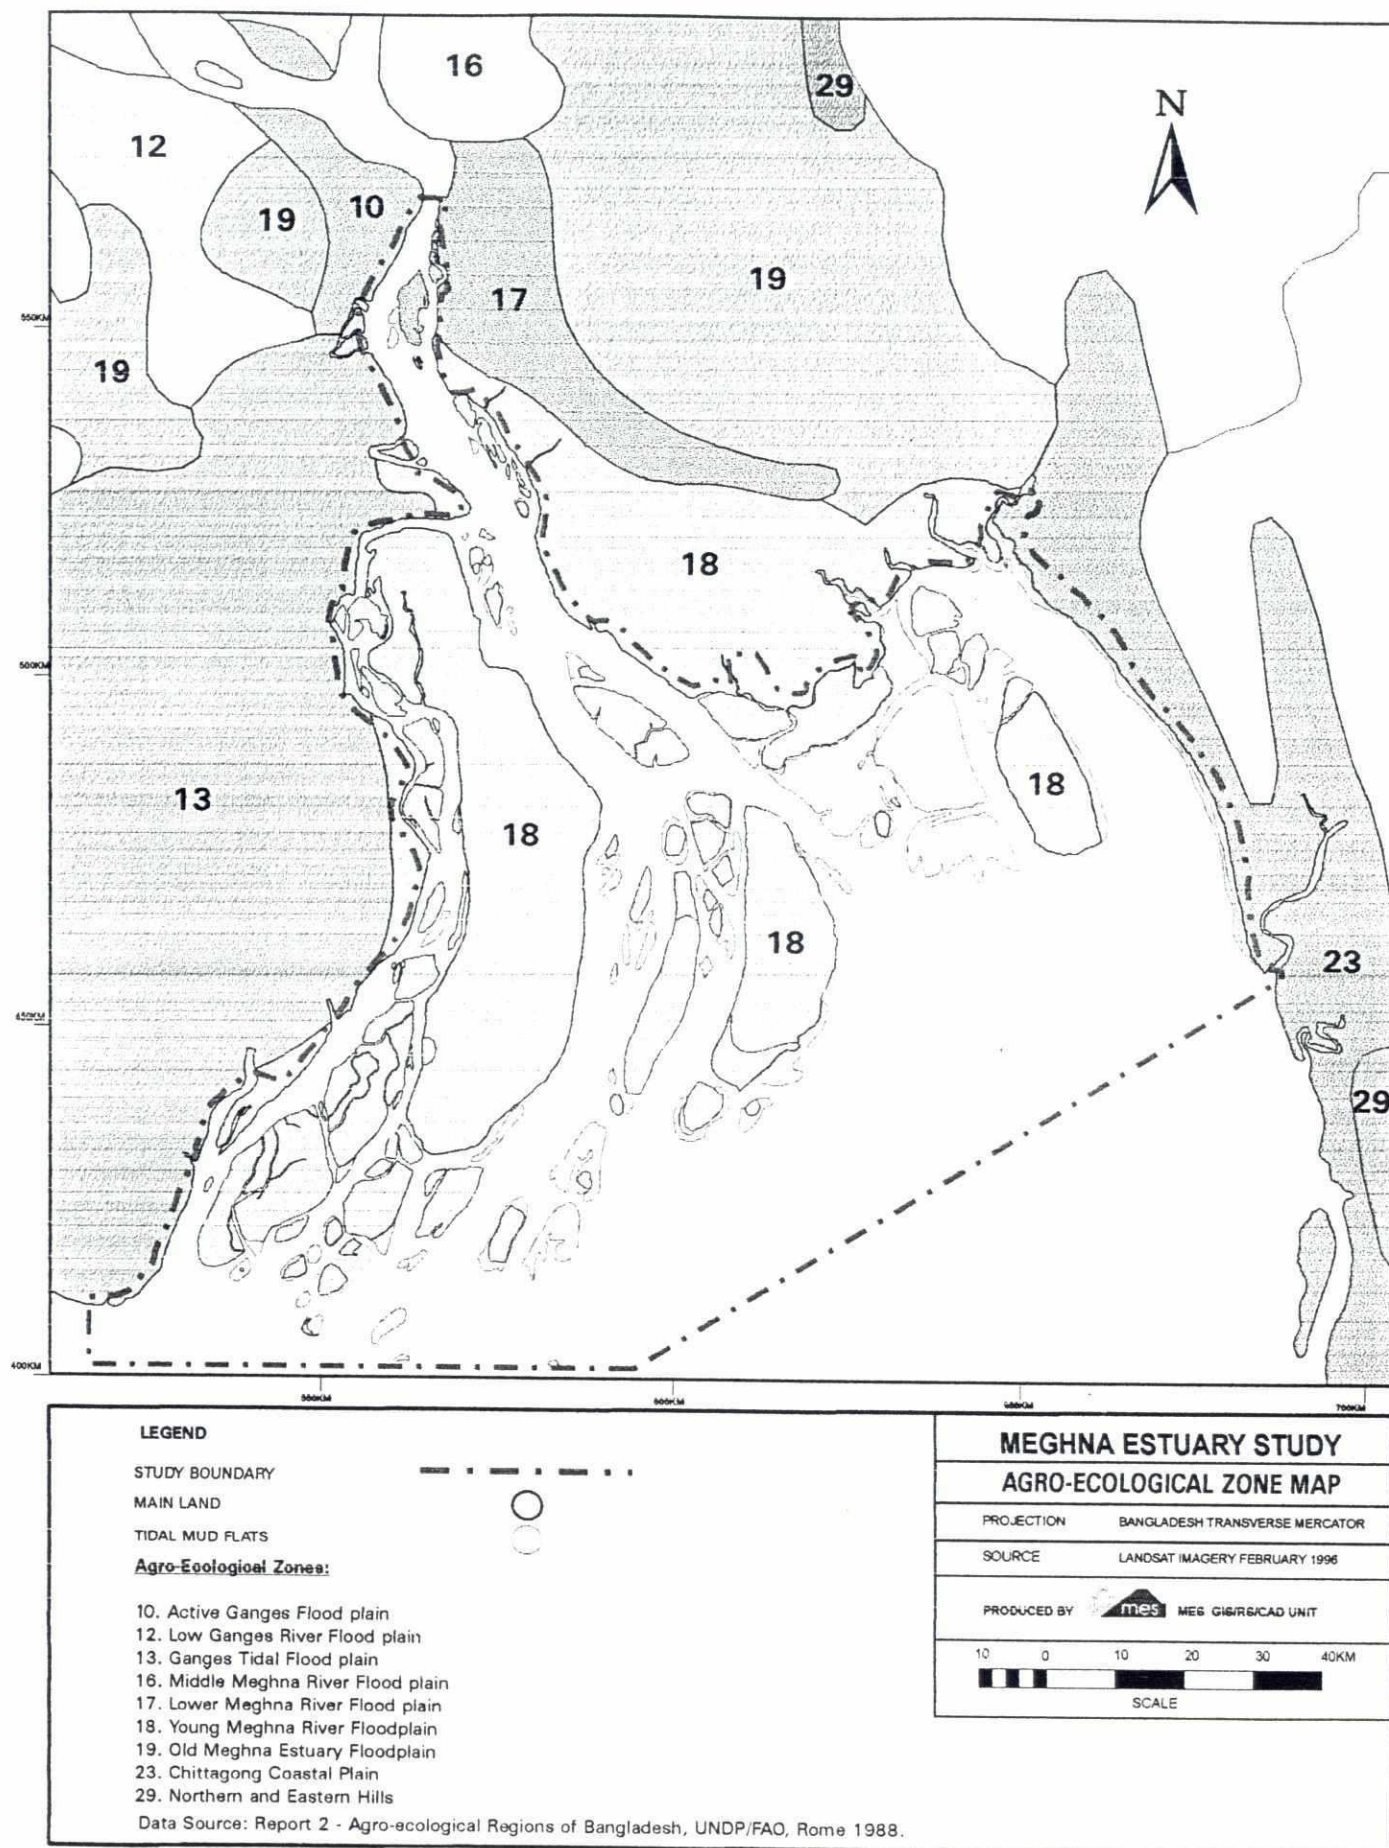 16
29
N
12
19
10
19
17
550KM
19
18
500KM
13
18
18
18
23
450KM
29
400KM
700KM
LEGEND
STUDY BOUNDARY
MAIN LAND
TIDAL MUD FLATS
Agro-Ecological Zones:
10. Active Ganges Flood plain
12. Low Ganges River Flood plain
13. Ganges Tidal Flood plain
16. Middle Meghna River Flood plain
17. Lower Meghna River Flood plain
18. Young Meghna River Floodplain
19. Old Meghna Estuary Floodplain
23. Chittagong Coastal Plain
29. Northern and Eastern Hills
Data Source: Report 2 - Agro-ecological Regions of Bangladesh, UNDP/FAO, Rome 1988.
MEGHNA ESTUARY STUDY
AGRO-ECOLOGICAL ZONE MAP
PROJECTION BANGLADESH TRANSVERSE MERCATOR
SOURCE LANDSAT IMAGERY FEBRUARY 1996
PRODUCED BY mes MES GIS/RS/CAD UNIT
10 0 10 20 30 40KM
SCALE